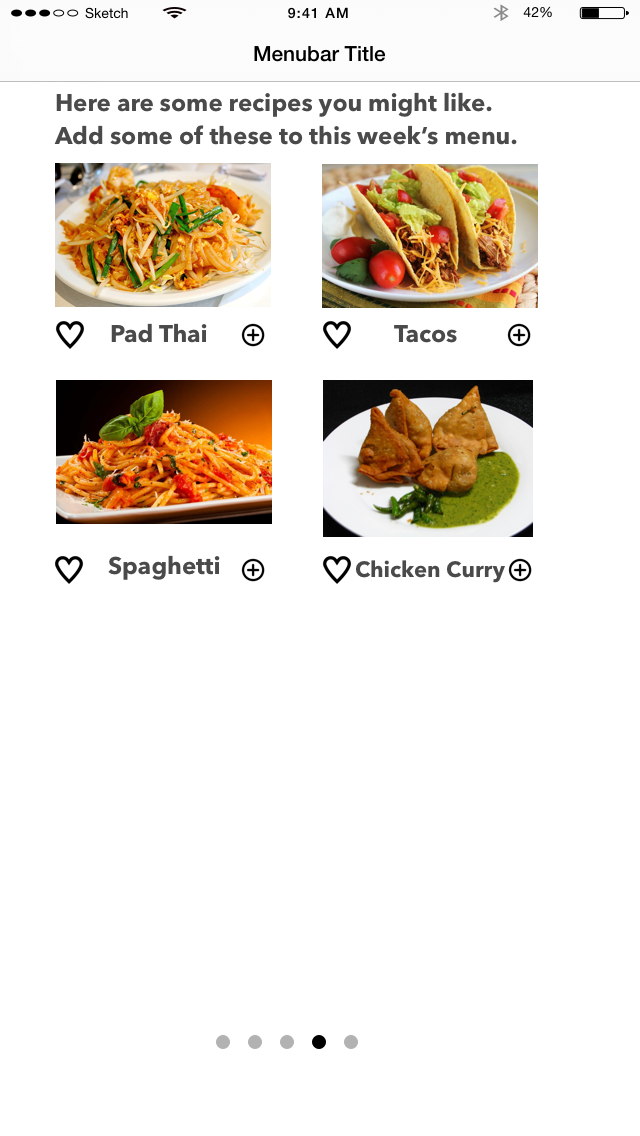 Sketch 9:41 AM 42%
Menubar Title
Here are some recipes you might like.
Add some of these to this week’s menu.
Pad Thai
Tacos
Spaghetti
Chicken Curry